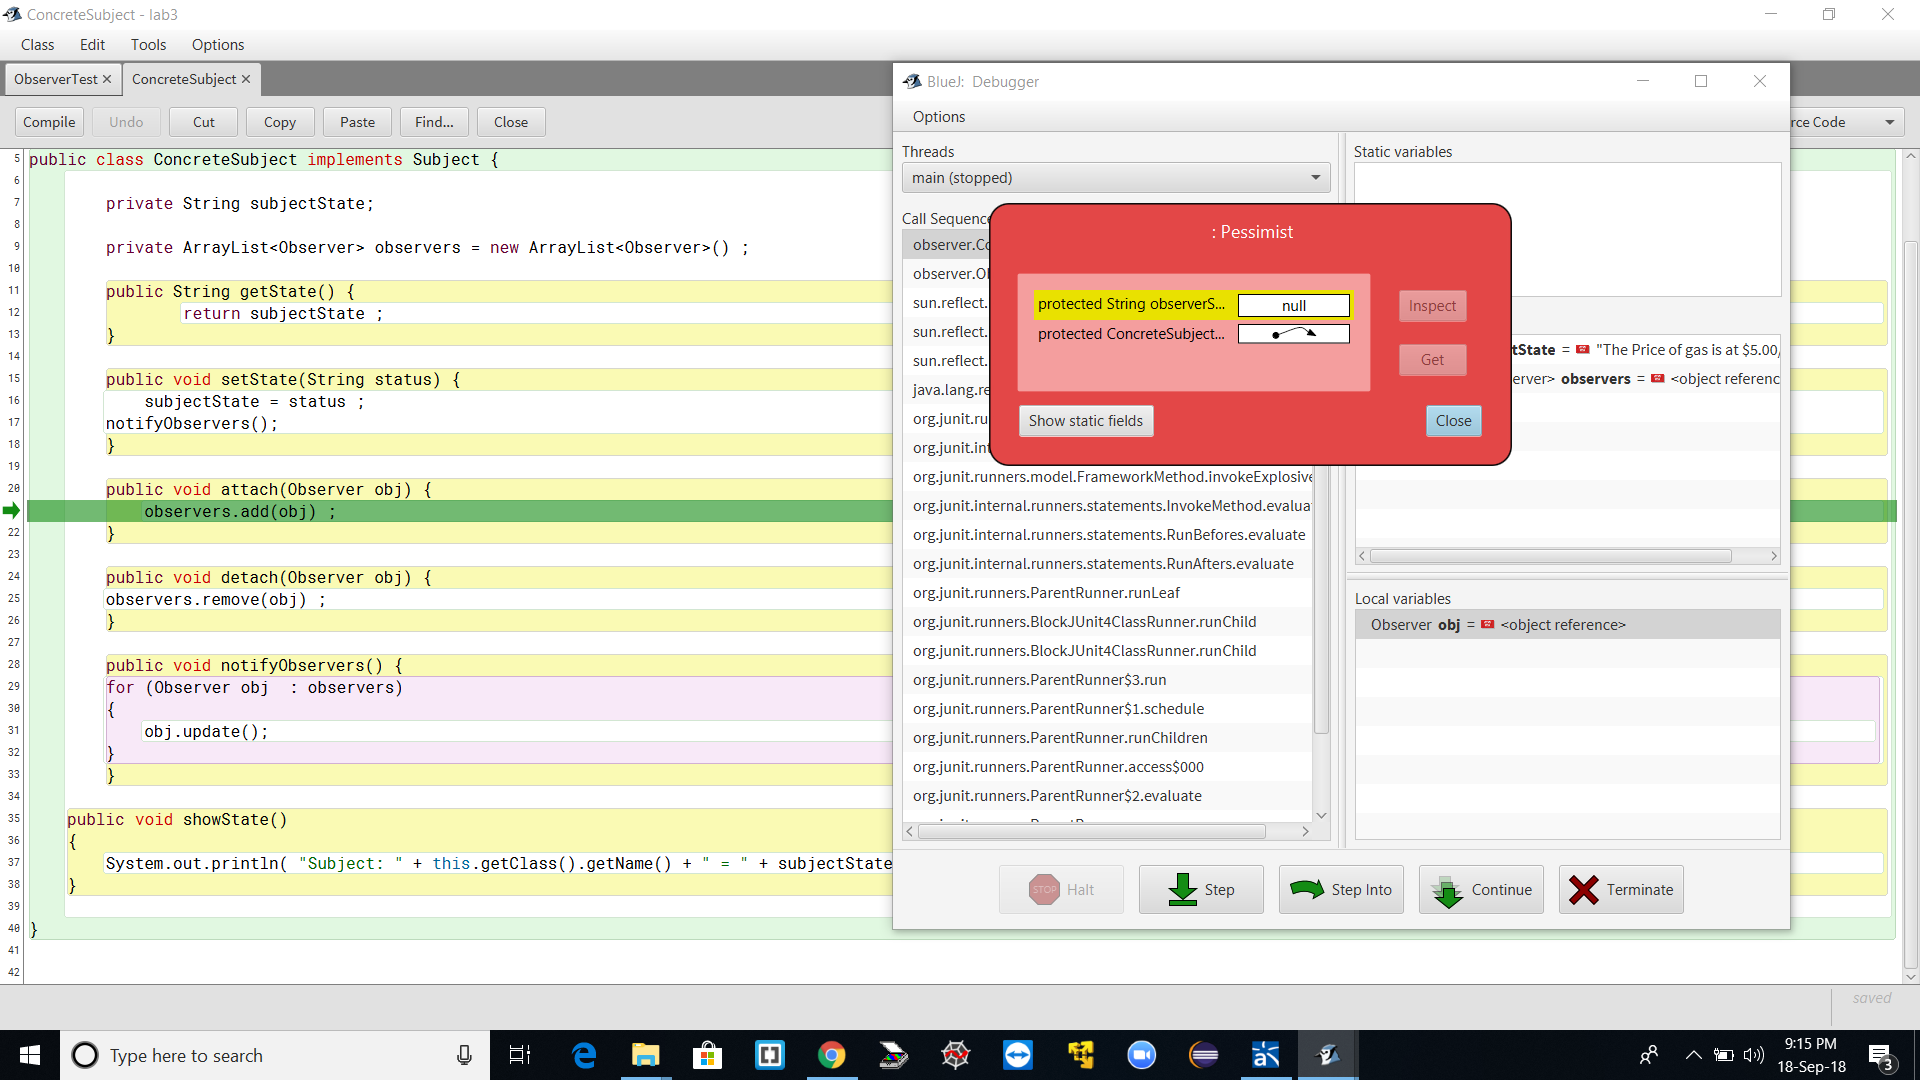 ConcreteSubject - lab3
Class Edit Tools Options
ObserverTest ConcreteSubject
Compile Undo Cut Copy Paste Find... Close
rce Code
5 public class ConcreteSubject implements Subject {
6
7 private String subjectState;
8
9 private ArrayList<Observer> observers = new ArrayList<Observer>() ;
10
11 public String getState() {
12 return subjectState ;
13 }
14
15 public void setState(String status) {
16 subjectState = status ;
17 notifyObservers();
18 }
19
20 public void attach(Observer obj) {
observers.add(obj) ;
22 }
23
24 public void detach(Observer obj) {
25 observers.remove(obj) ;
26 }
27
28 public void notifyObservers() {
29 for (Observer obj : observers)
30 {
31 obj.update();
32 }
33 }
34
35 public void showState()
36 {
37 System.out.println( "Subject: " + this.getClass().getName() + " = " + subjectState
38 }
39
40 }
41
42
saved
BlueJ: Debugger
Options
Threads
main (stopped)
Call Sequence
observer.Co
observer.Ob
sun.reflect.
sun.reflect.
sun.reflect.
java.lang.re
org.junit.ru
org.junit.int
org.junit.runners.model.FrameworkMethod.invokeExplosive
org.junit.internal.runners.statements.InvokeMethod.evalua
org.junit.internal.runners.statements.RunBefores.evaluate
org.junit.internal.runners.statements.RunAfters.evaluate
org.junit.runners.ParentRunner.runLeaf
org.junit.runners.BlockJUnit4ClassRunner.runChild
org.junit.runners.BlockJUnit4ClassRunner.runChild
org.junit.runners.ParentRunner$3.run
org.junit.runners.ParentRunner$1.schedule
org.junit.runners.ParentRunner.runChildren
org.junit.runners.ParentRunner.access$000
org.junit.runners.ParentRunner$2.evaluate
Static variables
tState = "The Price of gas is at $5.00/
erver> observers = <object referenc
Local variables
Observer obj = <object reference>
: Pessimist
protected String observerS... null
protected ConcreteSubject...
Inspect
Get
Show static fields Close
STOP Halt Step Step Into Continue Terminate
Type here to search
9:15 PM
18-Sep-18
3